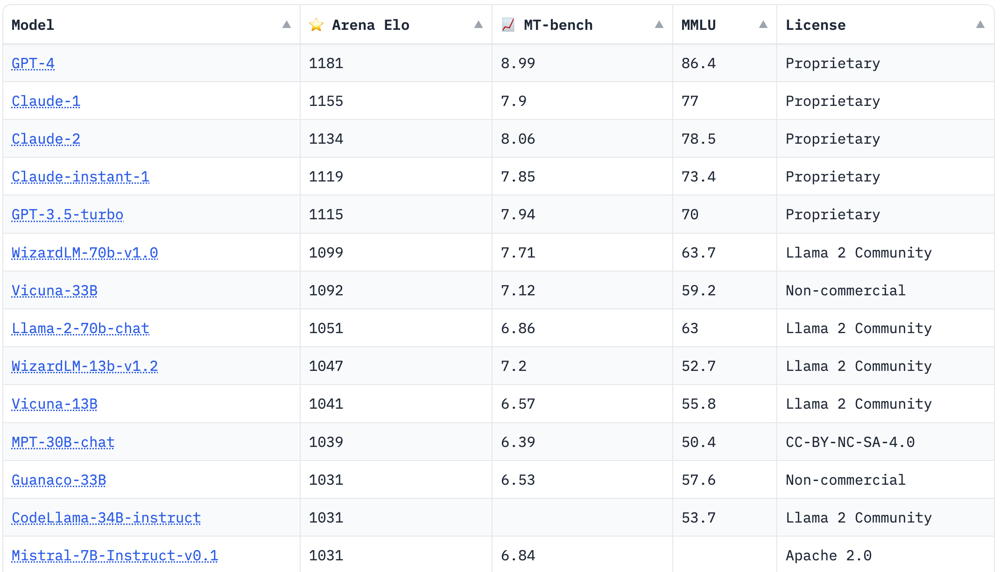 Model ▲ ⭐ Arena Elo ▲ 📈 MT-bench ▲ MMLU ▲ License ▲
GPT-4 1181 8.99 86.4 Proprietary
Claude-1 1155 7.9 77 Proprietary
Claude-2 1134 8.06 78.5 Proprietary
Claude-instant-1 1119 7.85 73.4 Proprietary
GPT-3.5-turbo 1115 7.94 70 Proprietary
WizardLM-70b-v1.0 1099 7.71 63.7 Llama 2 Community
Vicuna-33B 1092 7.12 59.2 Non-commercial
Llama-2-70b-chat 1051 6.86 63 Llama 2 Community
WizardLM-13b-v1.2 1047 7.2 52.7 Llama 2 Community
Vicuna-13B 1041 6.57 55.8 Llama 2 Community
MPT-30B-chat 1039 6.39 50.4 CC-BY-NC-SA-4.0
Guanaco-33B 1031 6.53 57.6 Non-commercial
CodeLlama-34B-instruct 1031 53.7 Llama 2 Community
Mistral-7B-Instruct-v0.1 1031 6.84 Apache 2.0